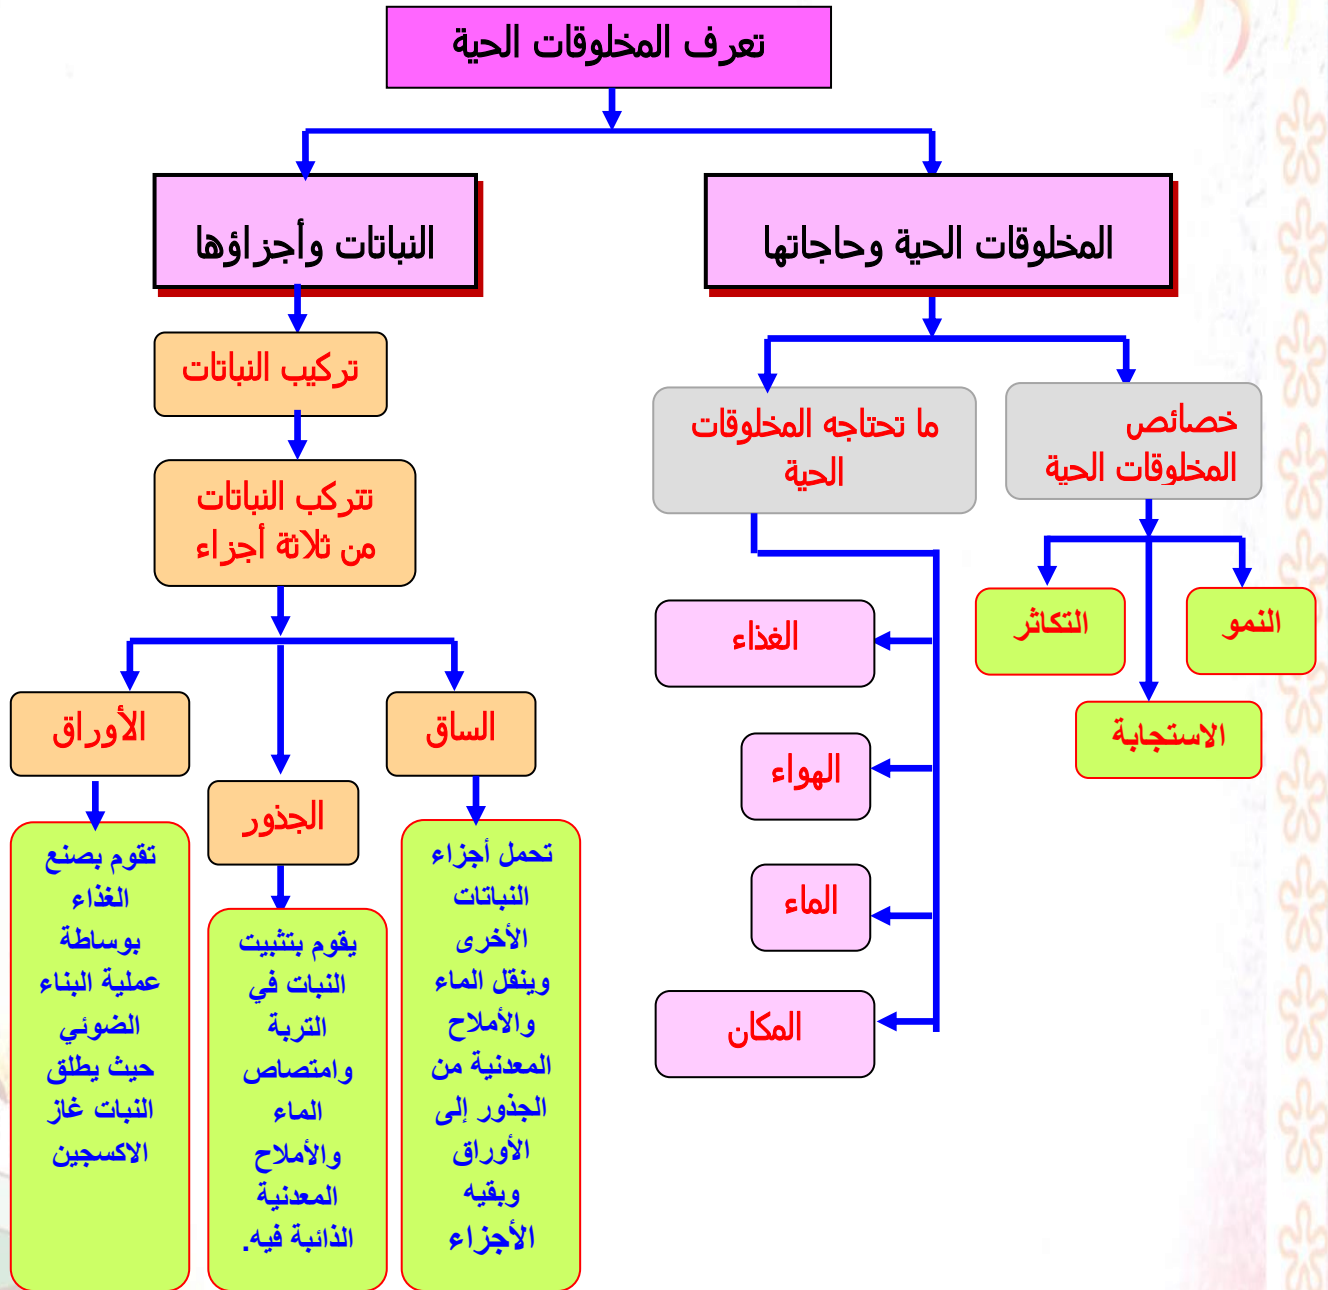 تعرف المخلوقات الحية
المخلوقات الحية وحاجاتها
النباتات وأجزاؤها
خصائص
المخلوقات الحية
ما تحتاجه المخلوقات
الحية
النمو
التكاثر
الاستجابة
الغذاء
الهواء
الماء
المكان
تركيب النباتات
تتركب النباتات
من ثلاثة أجزاء
الساق
الجذور
الأوراق
تحمل أجزاء
النباتات
الأخرى
وينقل الماء
والأملاح
المعدنية من
الجذور إلى
الأوراق
وبقيه
الأجزاء
يقوم بتثبيت
النبات في
التربة
وامتصاص
الماء
والأملاح
المعدنية
الذائبة فيه.
تقوم بصنع
الغذاء
بوساطة
عملية البناء
الضوئي
حيث يطلق
النبات غاز
الاكسجين